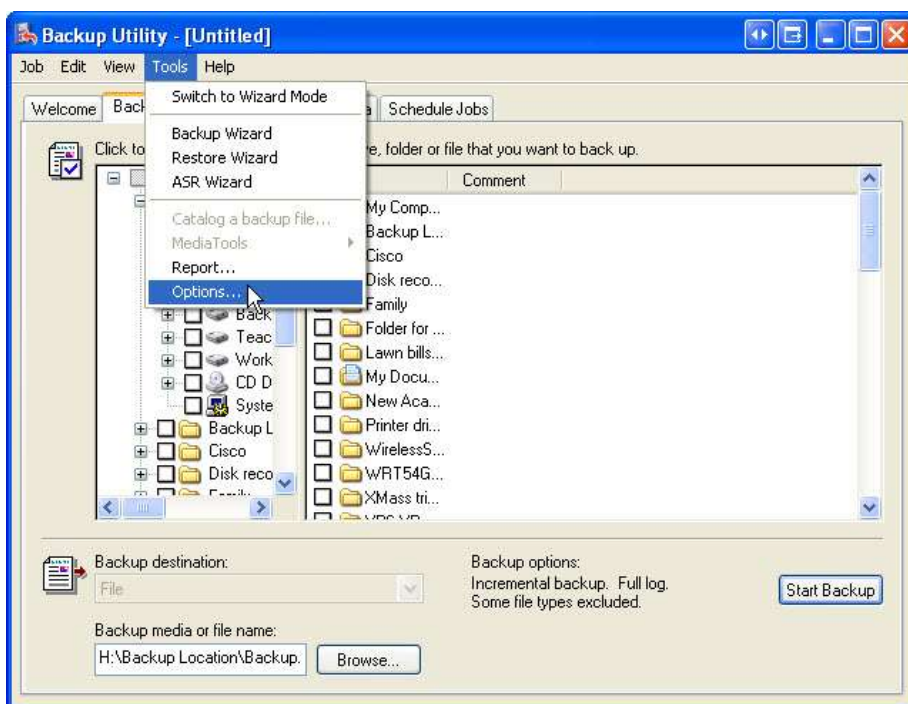 Backup Utility - [Untitled]
Job Edit View Tools Help
Switch to Wizard Mode
Backup Wizard
Restore Wizard
ASR Wizard
Catalog a backup file...
MediaTools
Report...
Options...
Welcome
Schedule Jobs
Click to
folder or file that you want to back up.
Comment
My Comp...
Backup L...
Cisco
Disk reco...
Family
Folder for ...
Lawn bills...
My Docu...
New Aca...
Printer dri...
WirelessS...
WRT54G...
XMass tri...
Back
Teac
Work
CD D
Syste
Backup L
Cisco
Disk reco
Backup destination:
File
Backup media or file name:
H:\Backup Location\Backup.
Browse...
Backup options:
Incremental backup. Full log.
Some file types excluded.
Start Backup